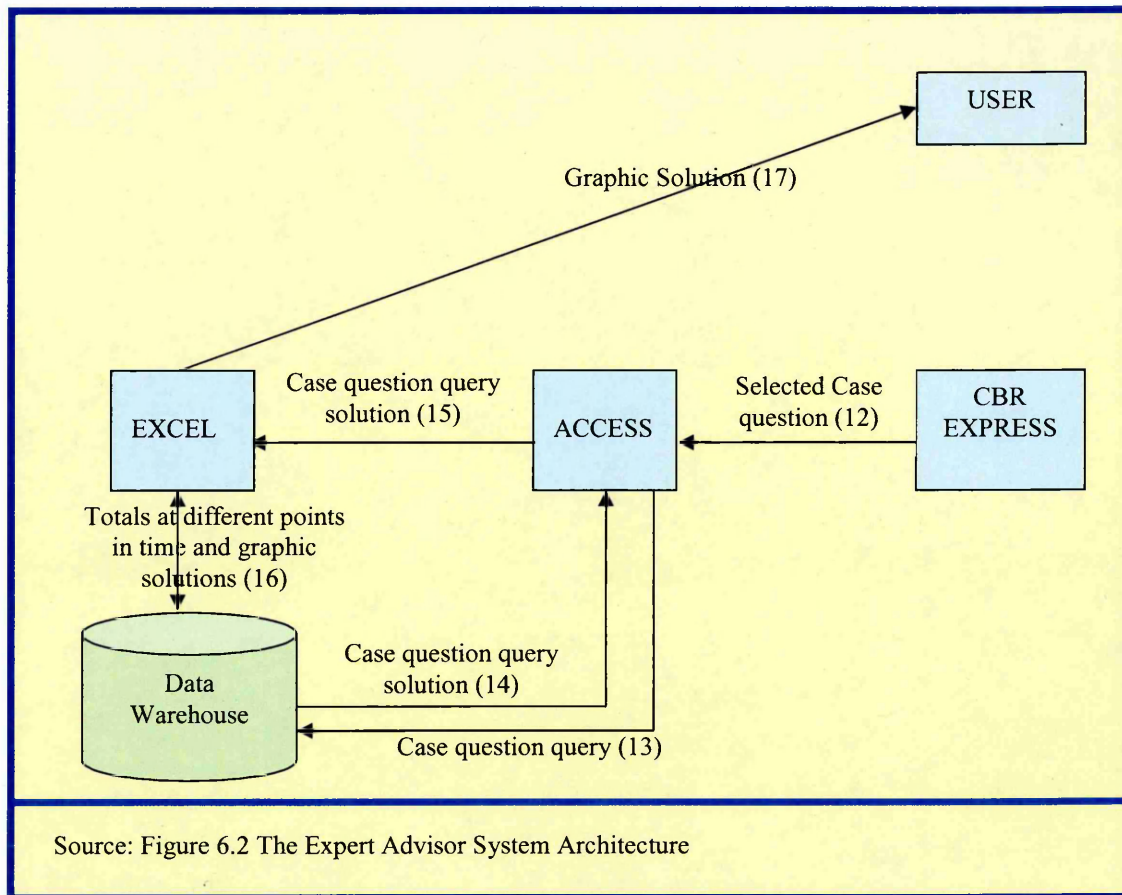 USER
Graphic Solution (17)
EXCEL
Case question query
solution (15)
ACCESS
Selected Case
question (12)
CBR
EXPRESS
Totals at different points
in time and graphic
solutions (16)
Data
Warehouse
Case question query
solution (14)
Case question query (13)
Source: Figure 6.2 The Expert Advisor System Architecture